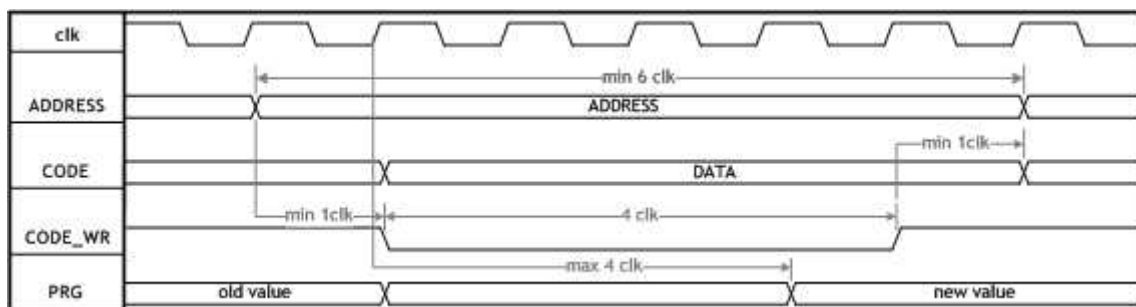 clk
min 6 clk
ADDRESS ADDRESS
min 1clk
CODE DATA
min 1clk 4 clk
CODE_WR
max 4 clk
PRG old value new value